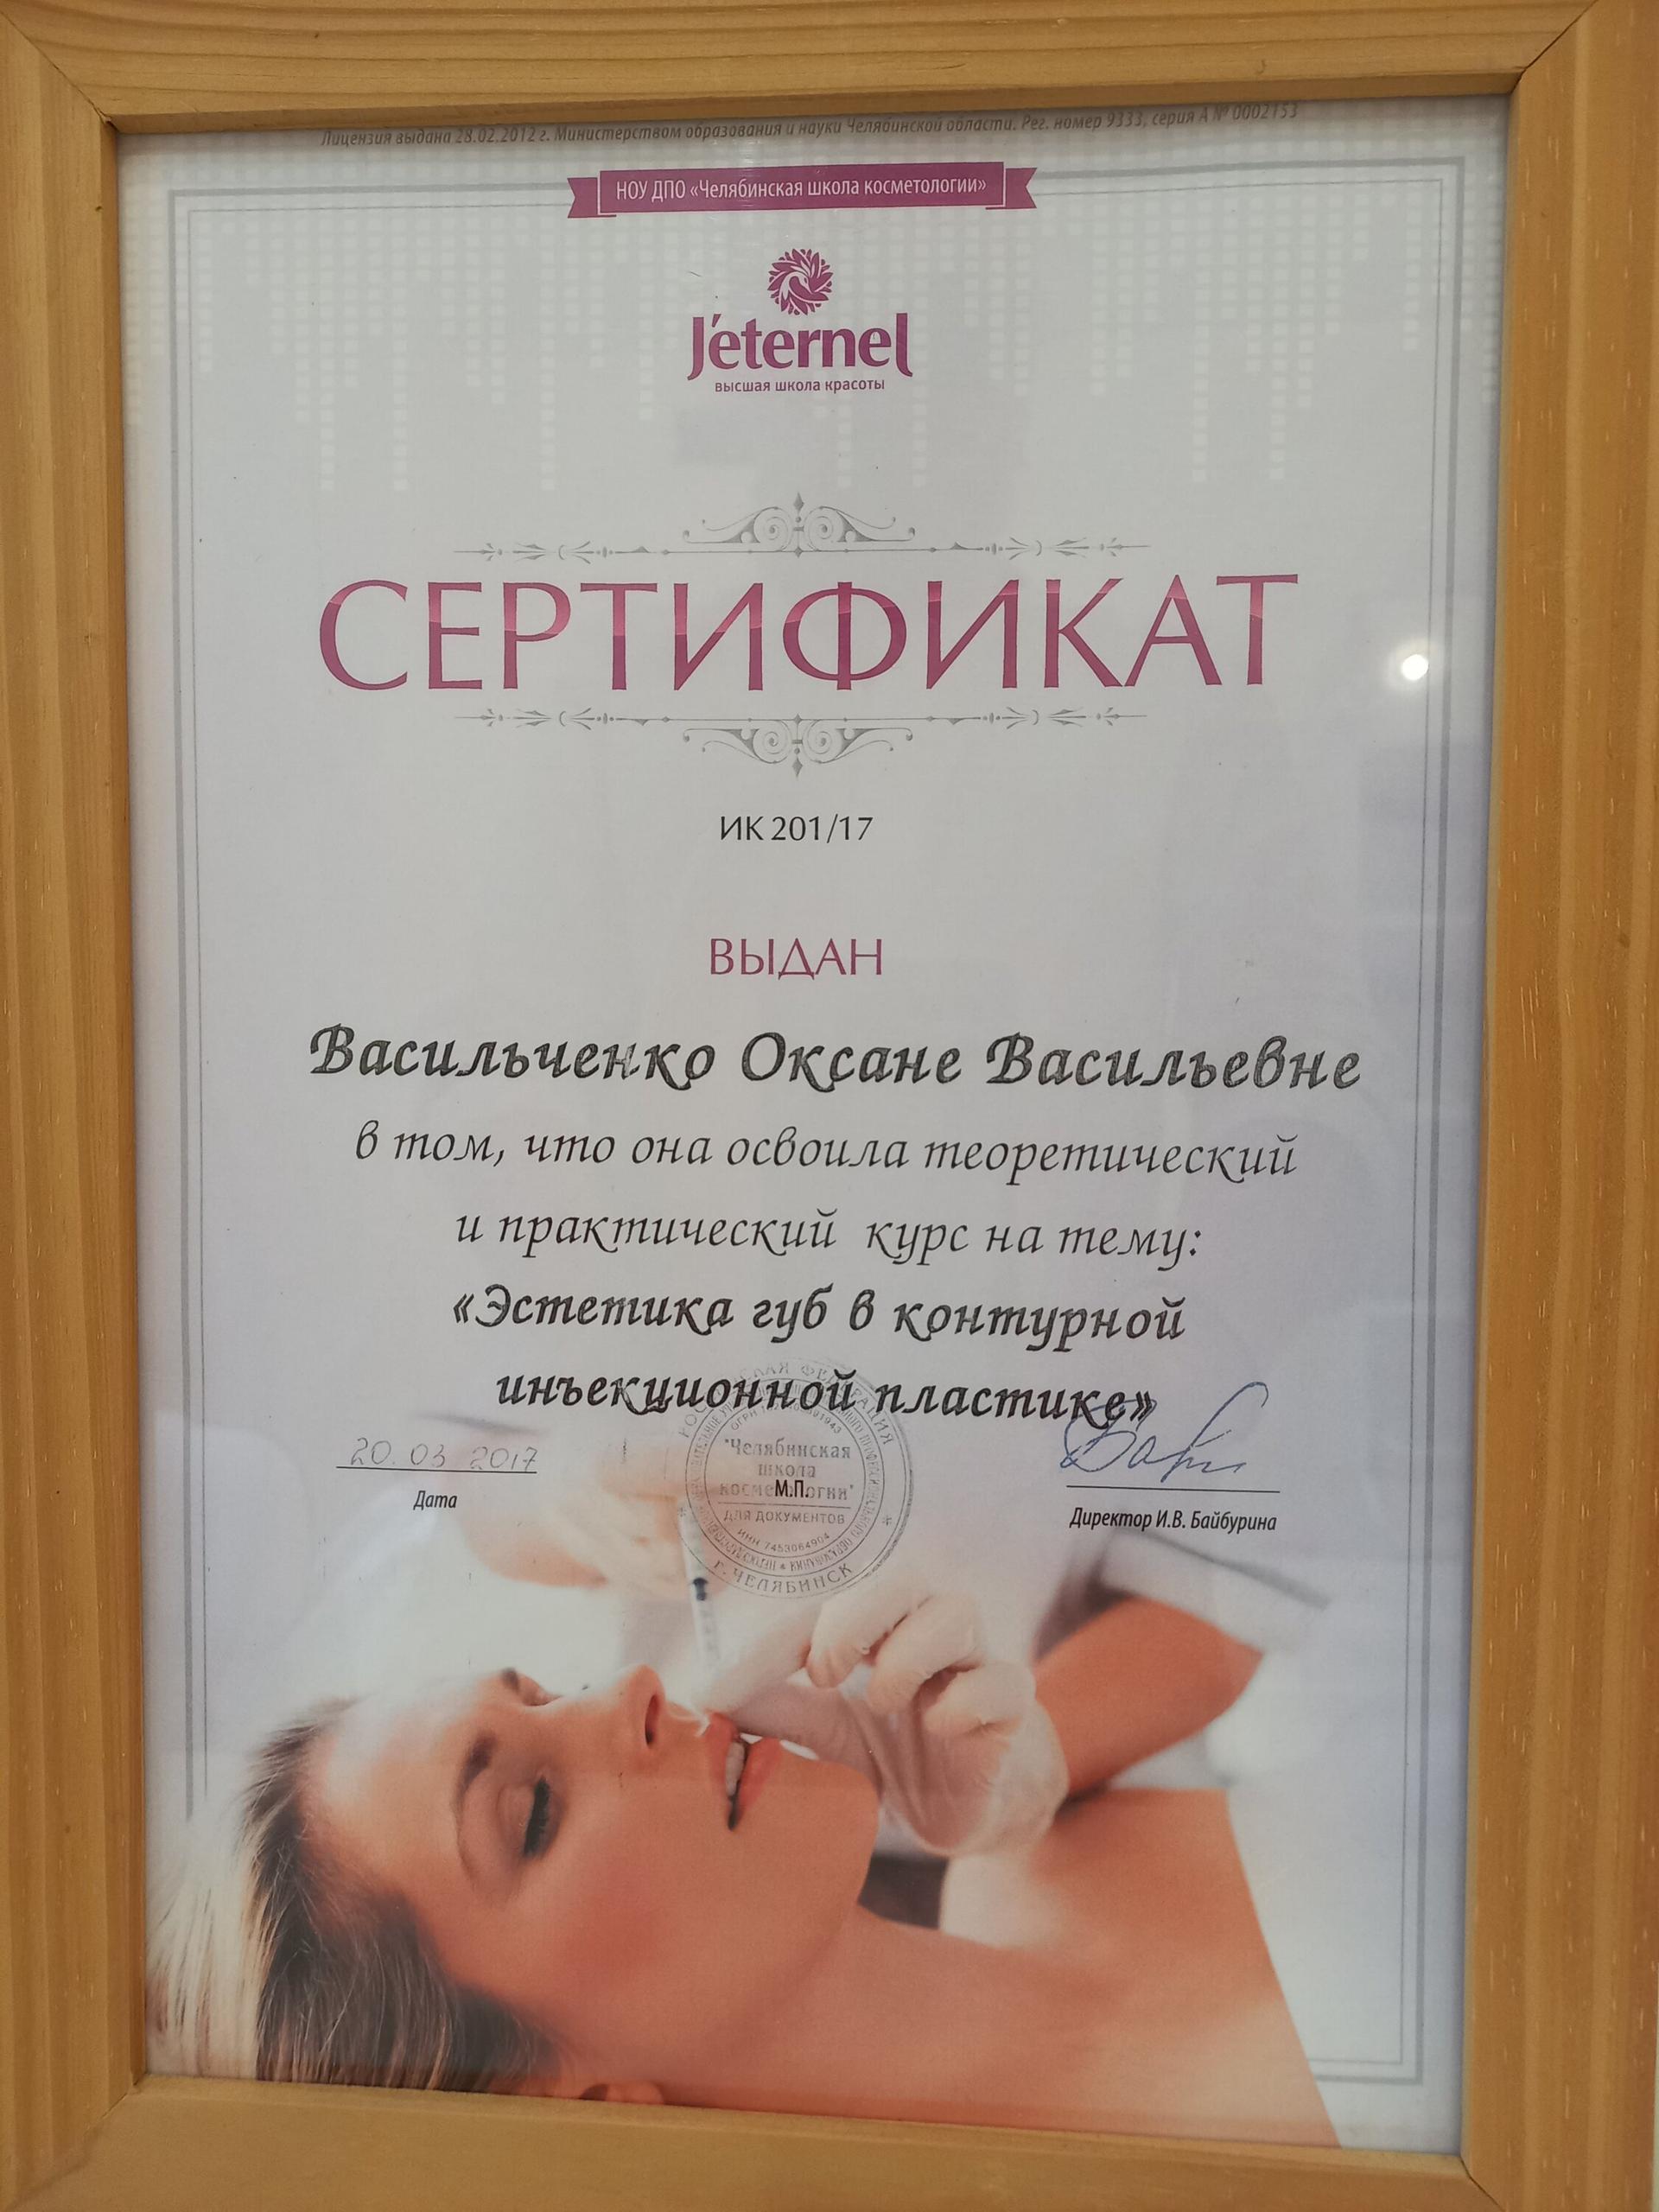 Лицензия выдана 28.02.2012 г. Министерством образования и науки Челябинской области. Рег. номер 9333, серия А № 0002153
НОУ ДПО «Челябинская школа косметологии»
J'eternel
высшая школа красоты
СЕРТИФИКАТ
ИК 201/17
ВЫДАН
Васильченко Оксане Васильевне
в том, что она освоила теоретический
и практический курс на тему:
«Эстетика губ в контурной
инъекционной пластике»
20.03 2017
Дата
"Челябинская
школа
М.П.
ДЛЯ ДОКУМЕНТОВ
ИНН 7453064904
Г. ЧЕЛЯБИНСК
Директор И.В. Байбурина